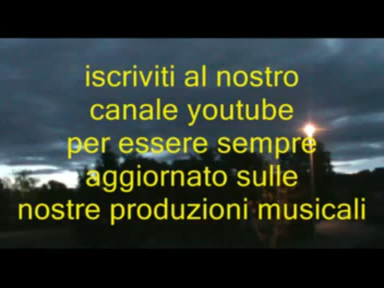 iscriviti al nostro
canale youtube
per essere sempre
aggiornato sulle
nostre produzioni musicali